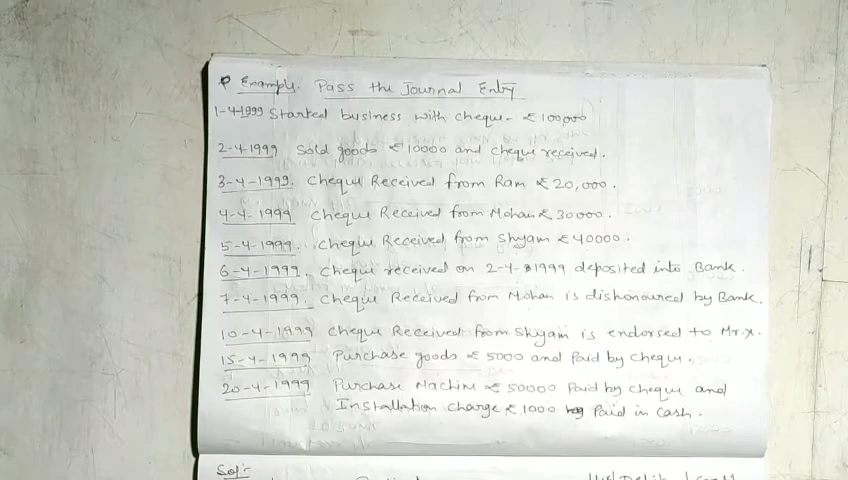 Example. Pass the Journal Entry
1-4-1999 Started business with cheque - ₹ 100,000
2-4-1999 Sold goods ₹ 10000 and cheque received.
3-4-1999. Cheque Received from Ram ₹ 20,000.
4-4-1999 Cheque Received from Mohan ₹ 30000.
5-4-1999. Cheque Received from Shyam ₹ 40000.
6-4-1999. Cheque received on 2-4-1999 deposited into Bank.
7-4-1999. Cheque Received from Mohan is dishonoured by Bank.
10-4-1999 Cheque Received from Shyam is endorsed to Mr. X.
15-4-1999 Purchase goods ₹ 5000 and Paid by cheque.
20-4-1999 Purchase Machine ₹ 50000 Paid by cheque and
Installation charge ₹ 1000 Paid in cash.
Sol:-